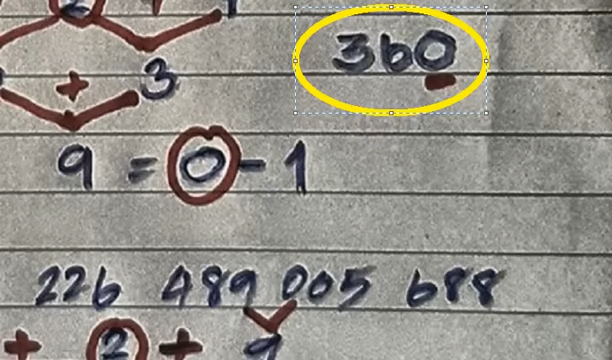 360
+ 3
9 = 0 - 1
226 489 005 688
+ 2 + 9